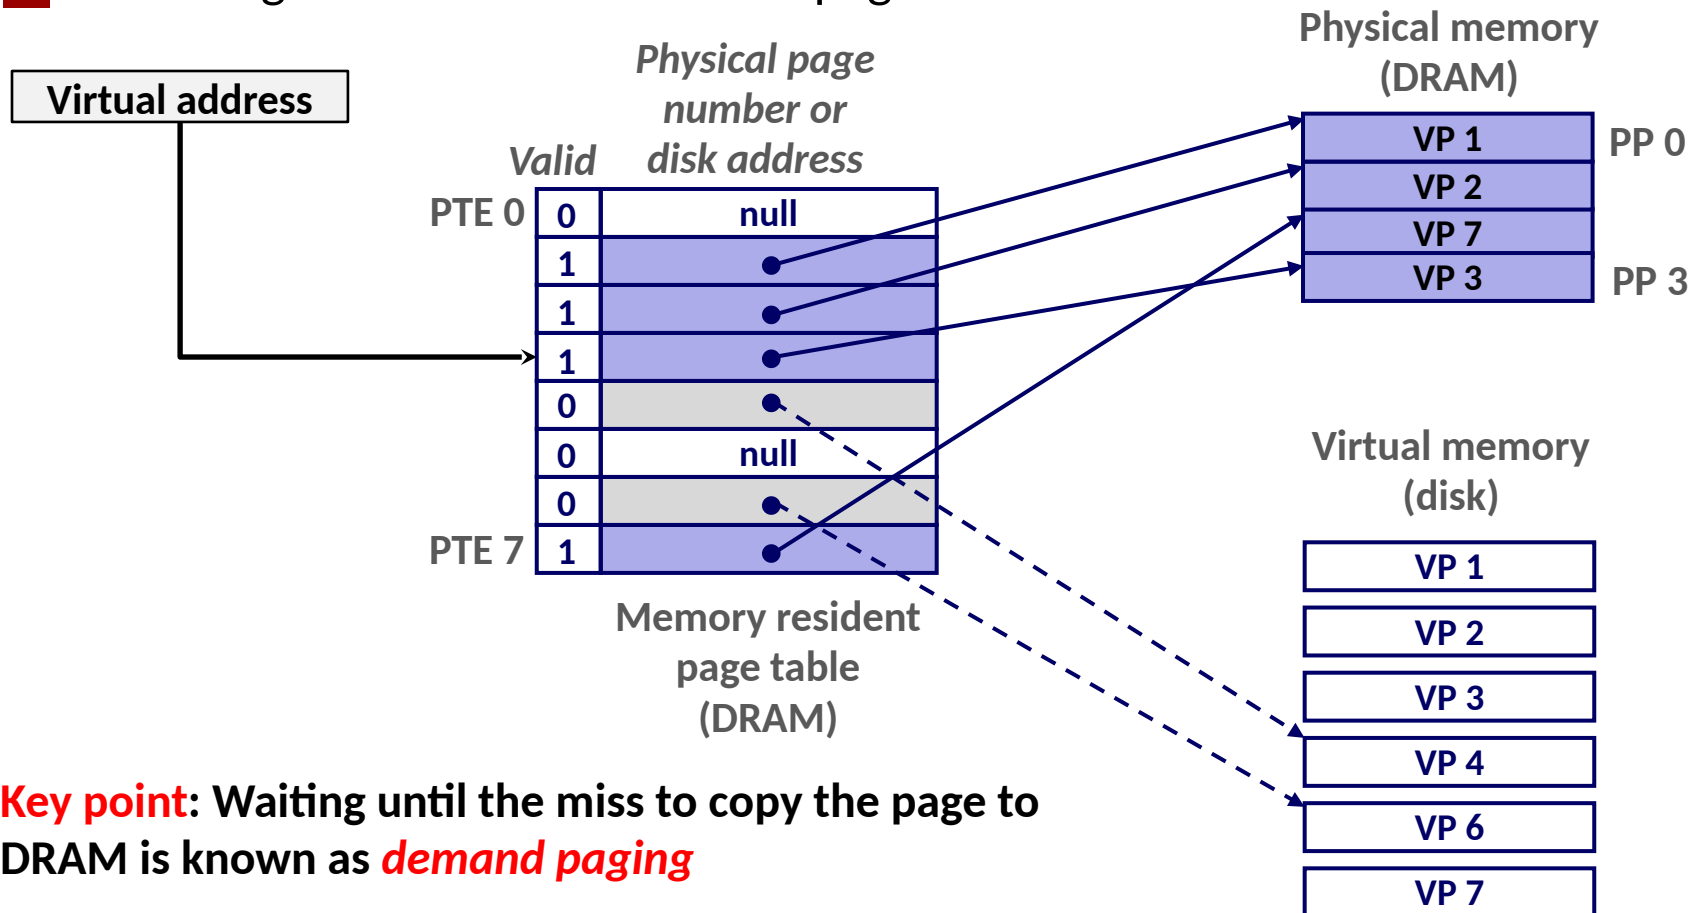 Physical memory
(DRAM)
Virtual address
Physical page
number or
disk address
Valid
PTE 0
0
null
1
1
1
0
0
null
0
PTE 7
1
Memory resident
page table
(DRAM)
VP 1
PP 0
VP 2
VP 7
VP 3
PP 3
Virtual memory
(disk)
VP 1
VP 2
VP 3
VP 4
VP 6
VP 7
Key point: Waiting until the miss to copy the page to
DRAM is known as demand paging